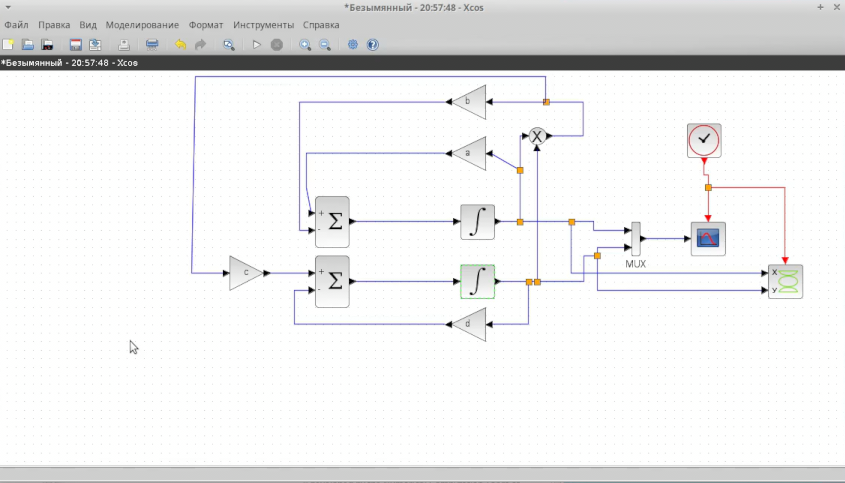 *Безымянный - 20:57:48 - Xcos
Файл Правка Вид Моделирование Формат Инструменты Справка
*Безымянный - 20:57:48 - Xcos
b
X
a
+
Σ
-
∫
MUX
c
+
Σ
-
∫
X
У
d